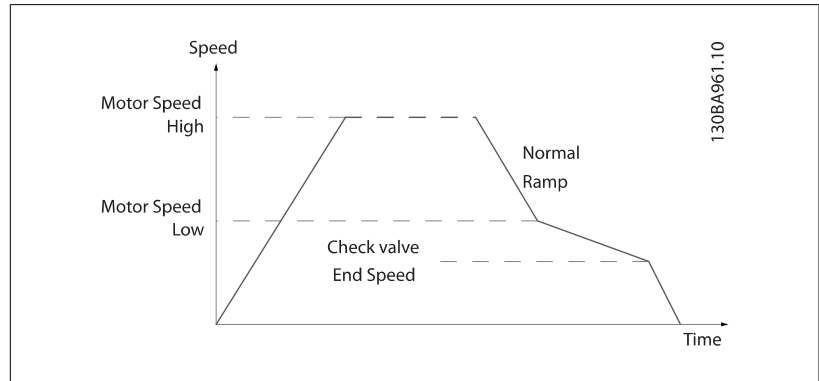 Speed
130BA961.10
Motor Speed
High
Normal
Ramp
Motor Speed
Low
Check valve
End Speed
Time